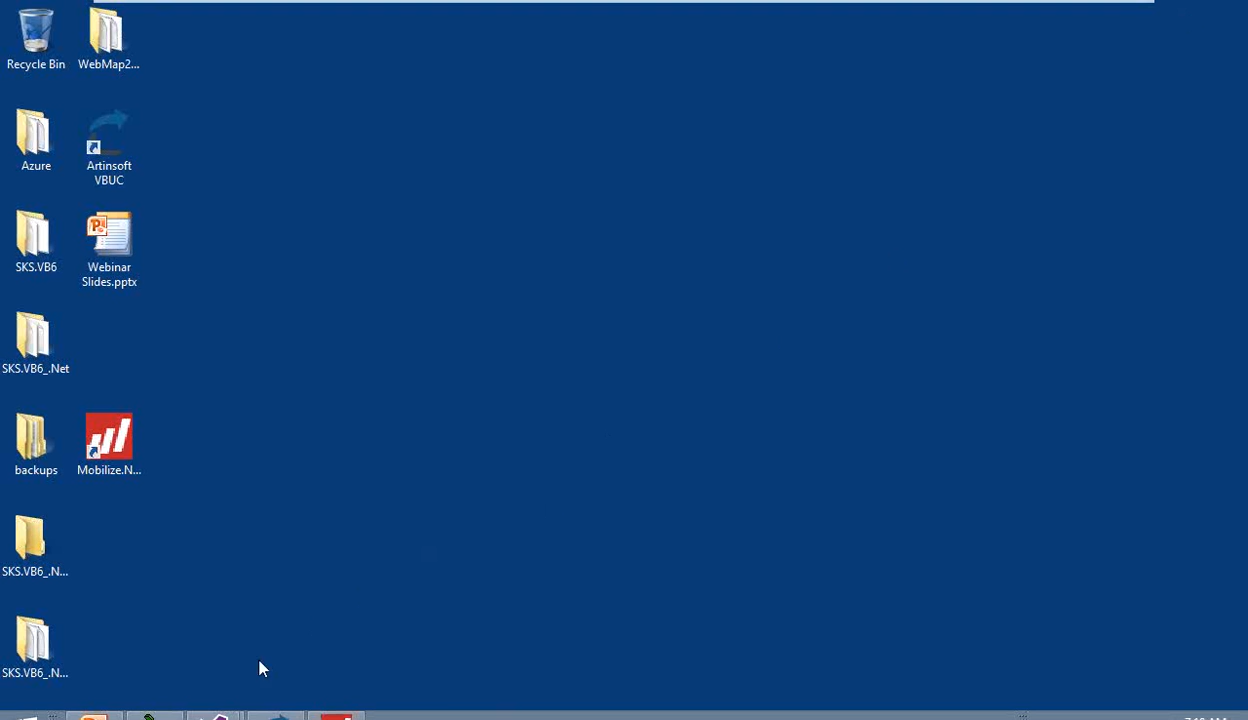 Recycle Bin
WebMap2...
Azure
Artinsoft
VBUC
SKS.VB6
Webinar
Slides.pptx
SKS.VB6_.Net
backups
Mobilize.N...
SKS.VB6_.N...
SKS.VB6_.N...